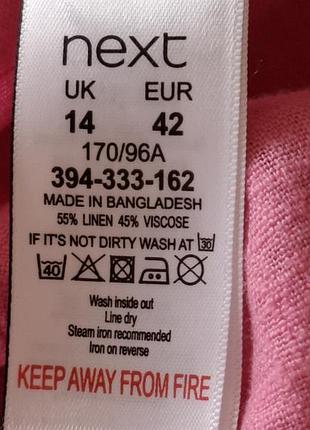 next
UK EUR
14 42
170/96A
394-333-162
MADE IN BANGLADESH
55% LINEN 45% VISCOSE
IF IT'S NOT DIRTY WASH AT 30
40
Wash inside out
Line dry
Steam iron recommended
Iron on reverse
KEEP AWAY FROM FIRE